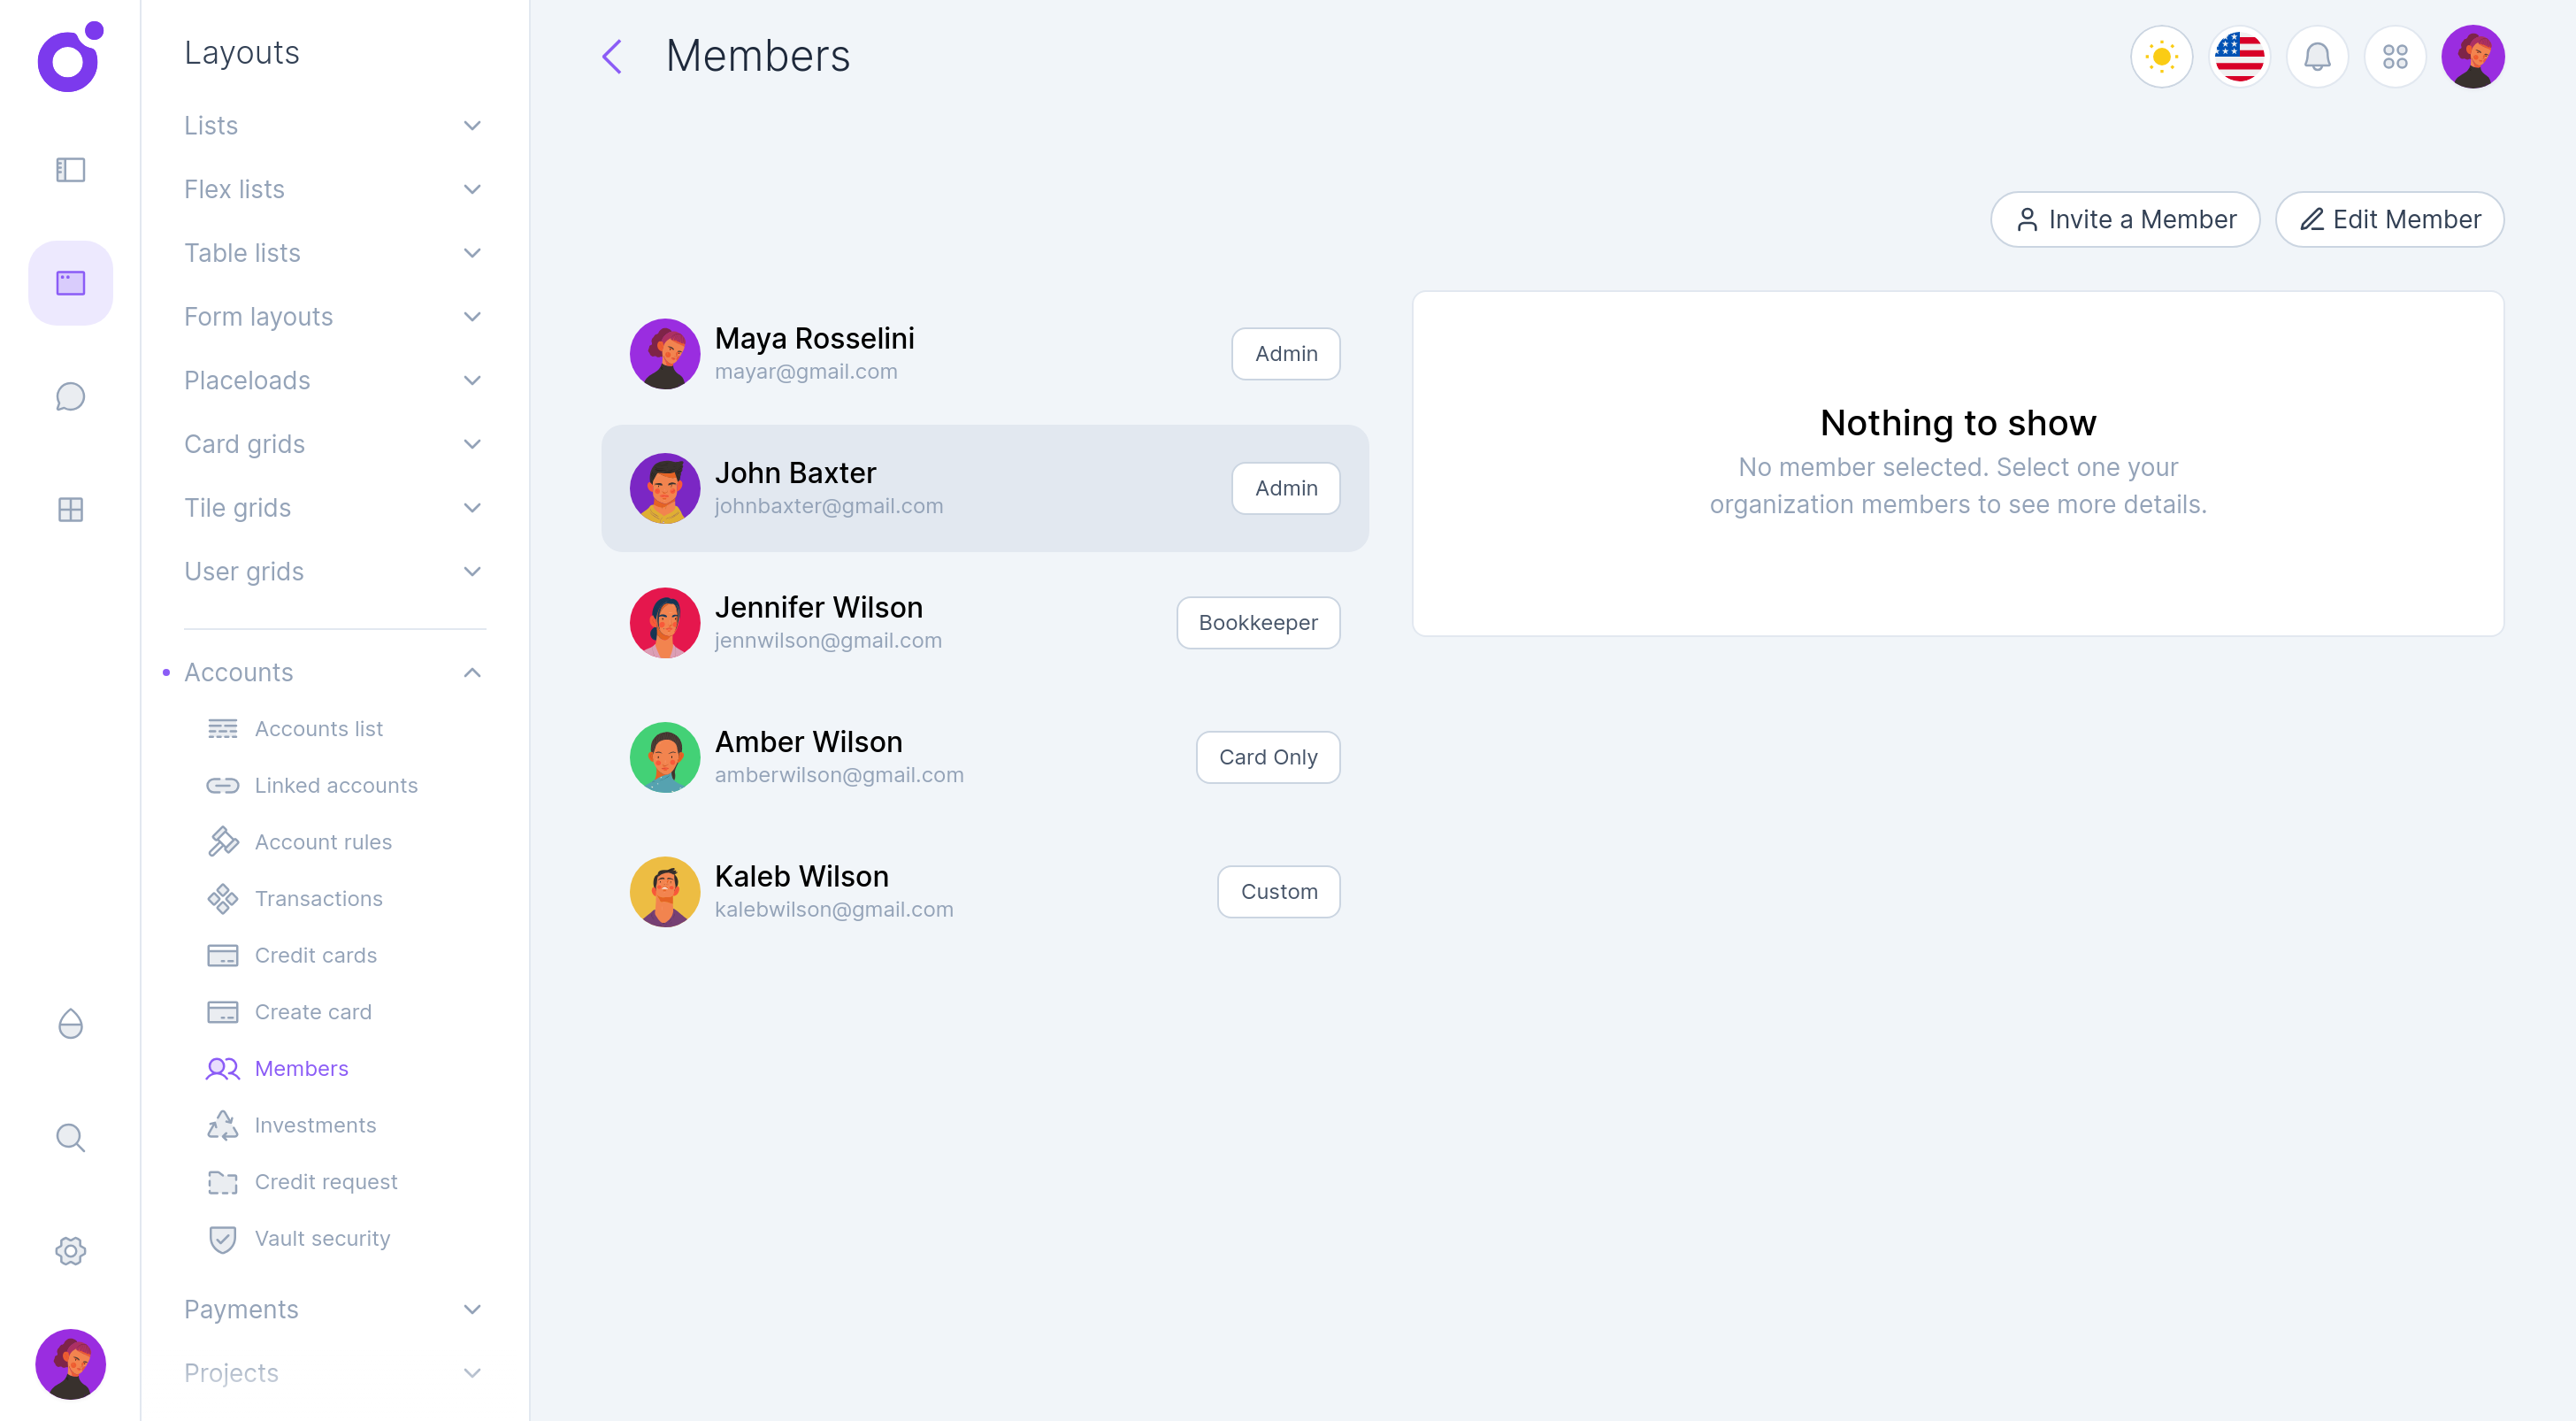 Layouts
Lists
Flex lists
Table lists
Form layouts
Placeloads
Card grids
Tile grids
User grids
Accounts
Accounts list
Linked accounts
Account rules
Transactions
Credit cards
Create card
Members
Investments
Credit request
Vault security
Payments
Projects
Members
Invite a Member
Edit Member
Maya Rosselini
mayar@gmail.com
Admin
John Baxter
johnbaxter@gmail.com
Admin
Jennifer Wilson
jennwilson@gmail.com
Bookkeeper
Amber Wilson
amberwilson@gmail.com
Card Only
Kaleb Wilson
kalebwilson@gmail.com
Custom
Nothing to show
No member selected. Select one your
organization members to see more details.